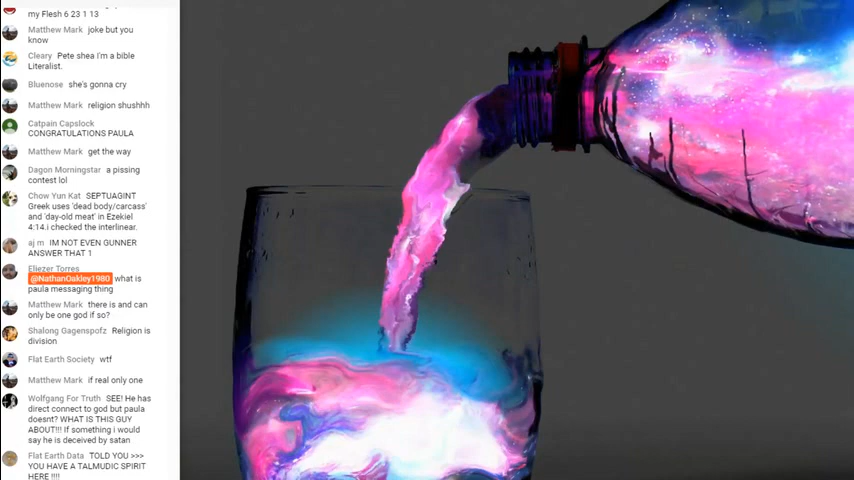 my Flesh 6 23 1 13
Matthew Mark joke but you
know
Cleary Pete shea I'm a bible
Literalist.
Bluenose she's gonna cry
Matthew Mark religion shushhh
Catpain Capslock
CONGRATULATIONS PAULA
Matthew Mark get the way
Dagon Morningstar a pissing
contest lol
Chow Yun Kat SEPTUAGINT
Greek uses 'dead body/carcass'
and 'day-old meat' in Ezekiel
4:14.i checked the interlinear.
aj m IM NOT EVEN GUNNER
ANSWER THAT 1
Eliezer Torres
@NathanOakley1980 what is
paula messaging thing
Matthew Mark there is and can
only be one god if so?
Shalong Gagenspofz Religion is
division
Flat Earth Society wtf
Matthew Mark if real only one
Wolfgang For Truth SEE! He has
direct connect to god but paula
doesnt? WHAT IS THIS GUY
ABOUT!!! If something i would
say he is deceived by satan
Flat Earth Data TOLD YOU >>>
YOU HAVE A TALMUDIC SPIRIT
HERE !!!!